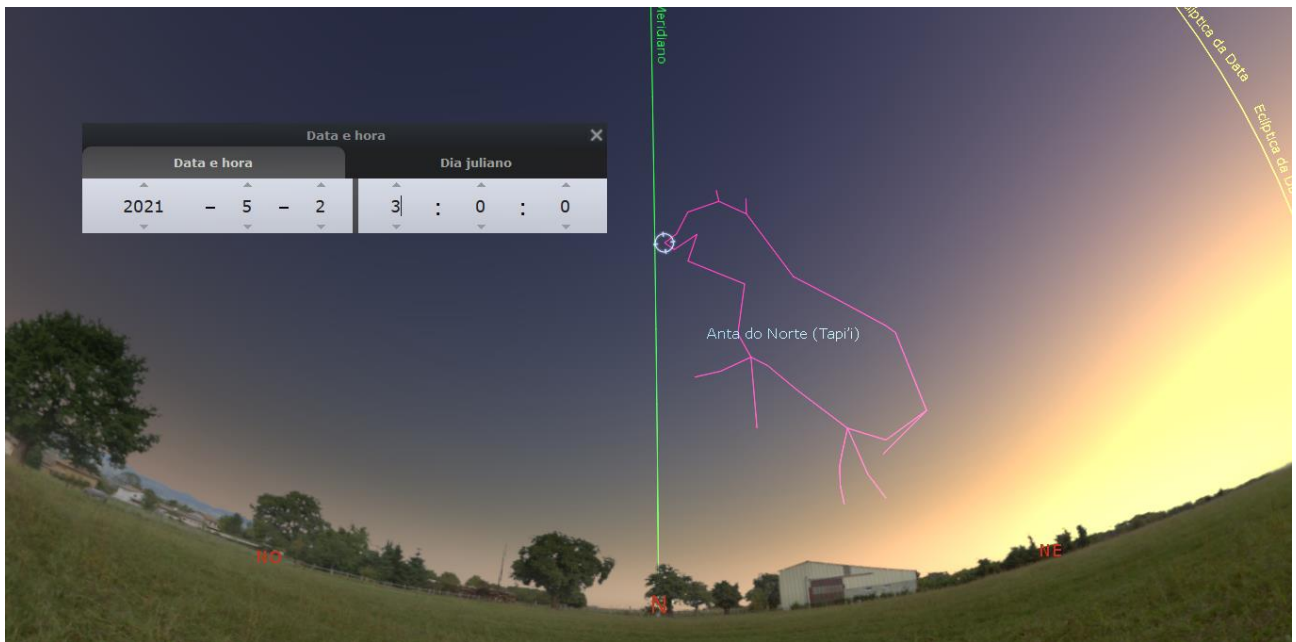 Meridiano
Eclíptica da Data
Eclíptica da Da
Data e hora ×
Data e hora Dia juliano
2021 – 5 – 2 3 : 0 : 0
Anta do Norte (Tapi'i)
NO
NE
N